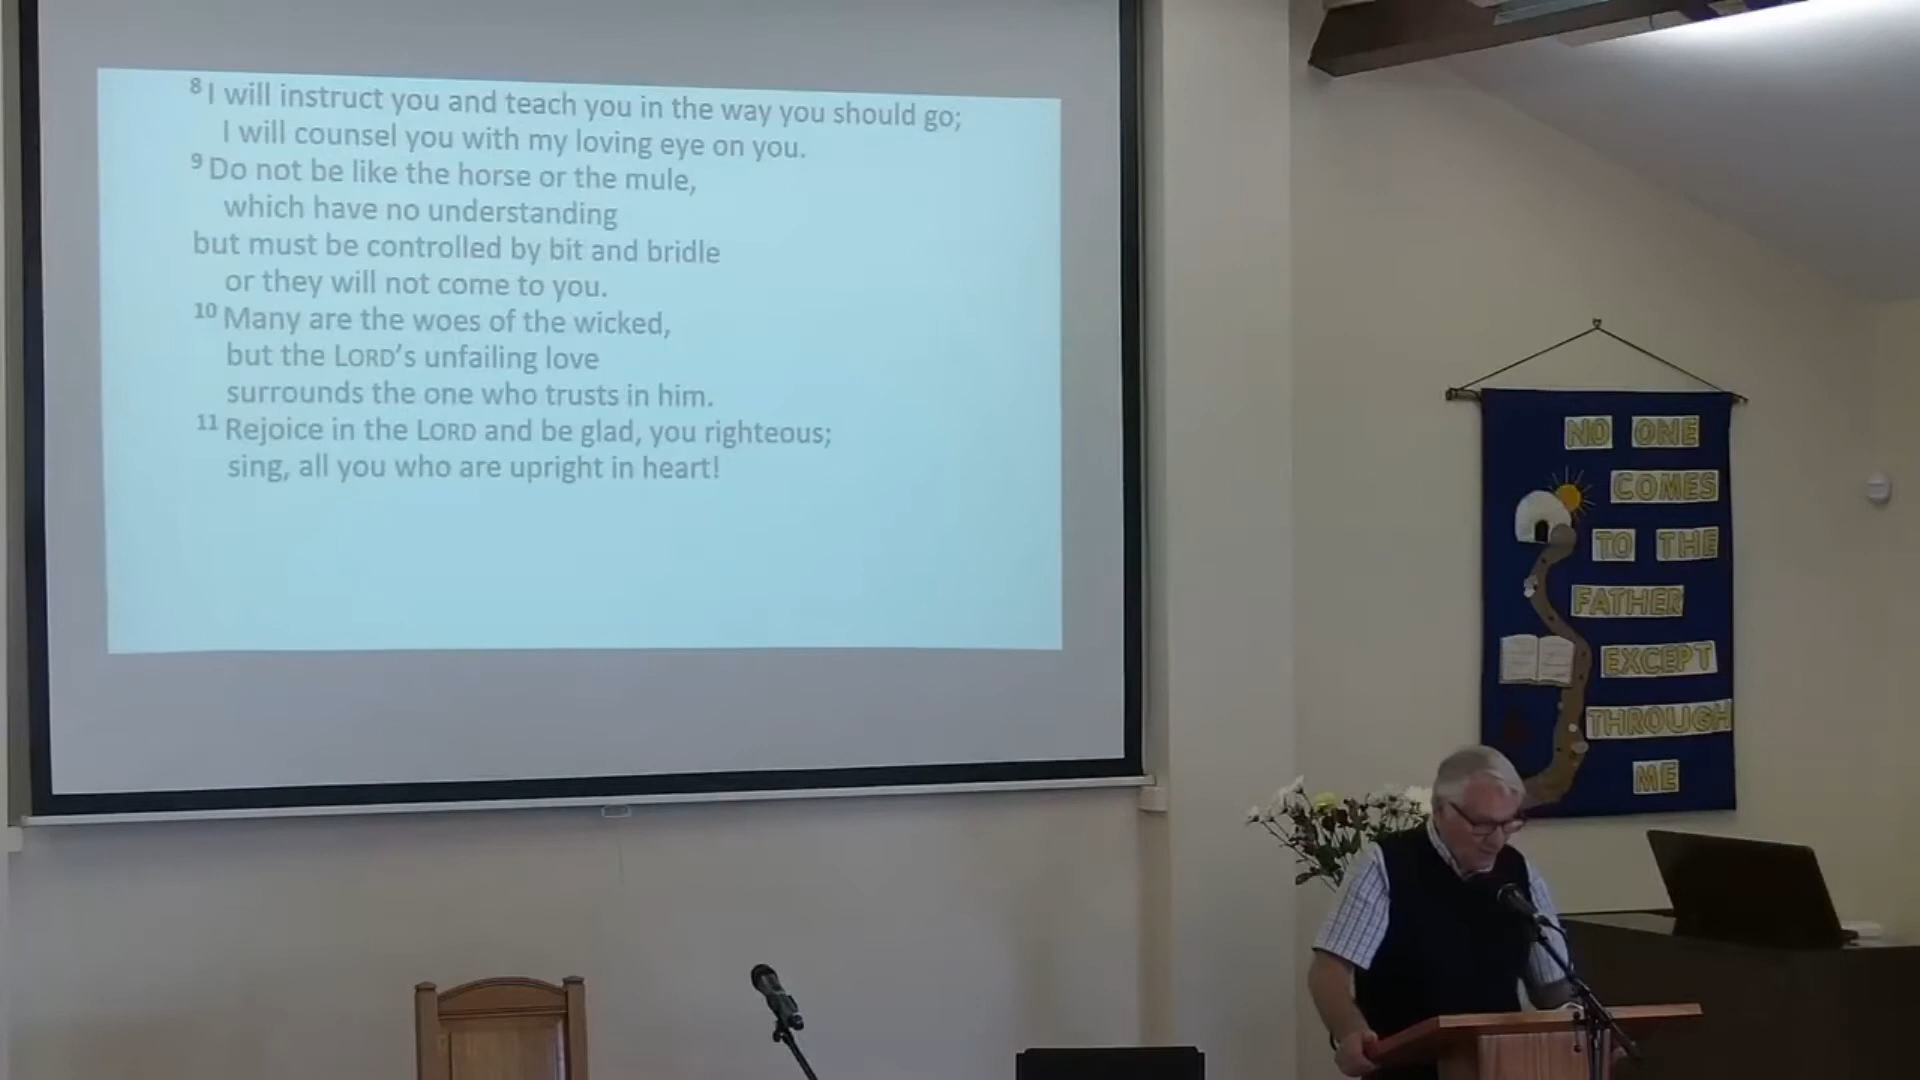 8 I will instruct you and teach you in the way you should go;
I will counsel you with my loving eye on you.
9 Do not be like the horse or the mule,
which have no understanding
but must be controlled by bit and bridle
or they will not come to you.
10 Many are the woes of the wicked,
but the LORD’s unfailing love
surrounds the one who trusts in him.
11 Rejoice in the LORD and be glad, you righteous;
sing, all you who are upright in heart!
NO ONE
COMES
TO THE
FATHER
EXCEPT
THROUGH
ME